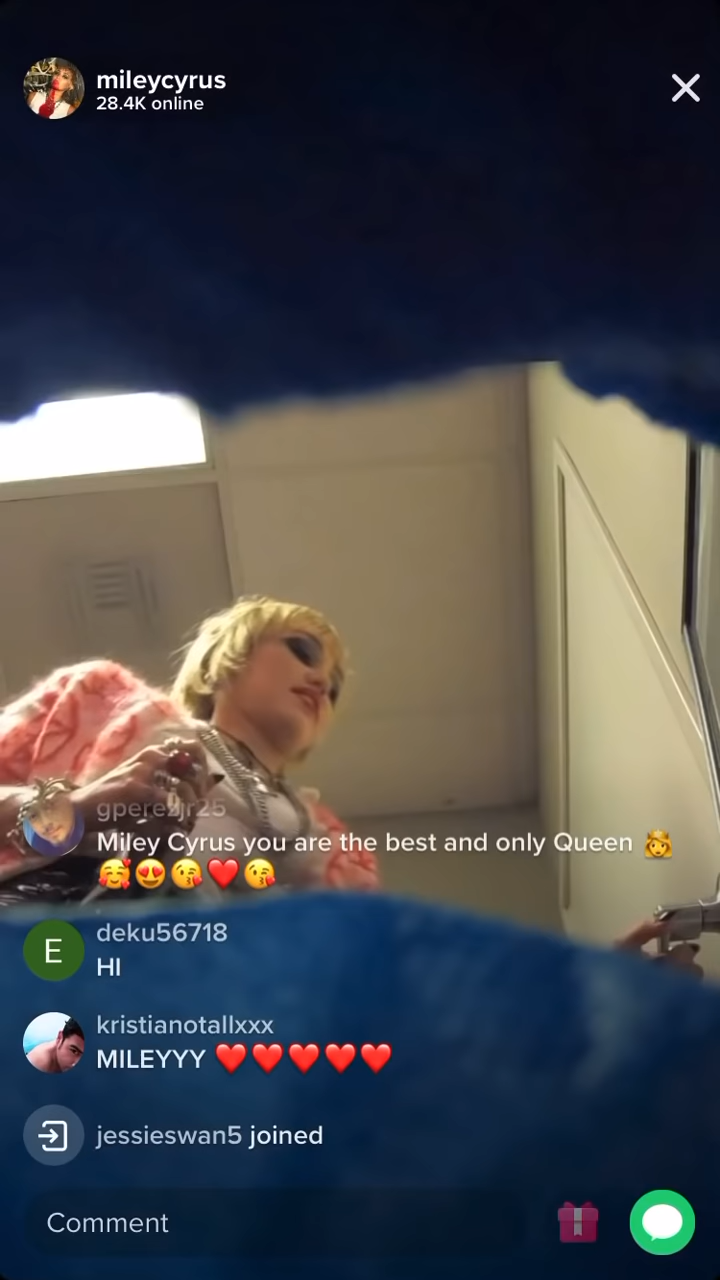 mileycyrus
28.4K online
gperezjr25
Miley Cyrus you are the best and only Queen 👸
🥰😍😘❤️😘
E
deku56718
HI
kristianotallxxx
MILEYYY ❤️❤️❤️❤️❤️
jessieswan5 joined
Comment